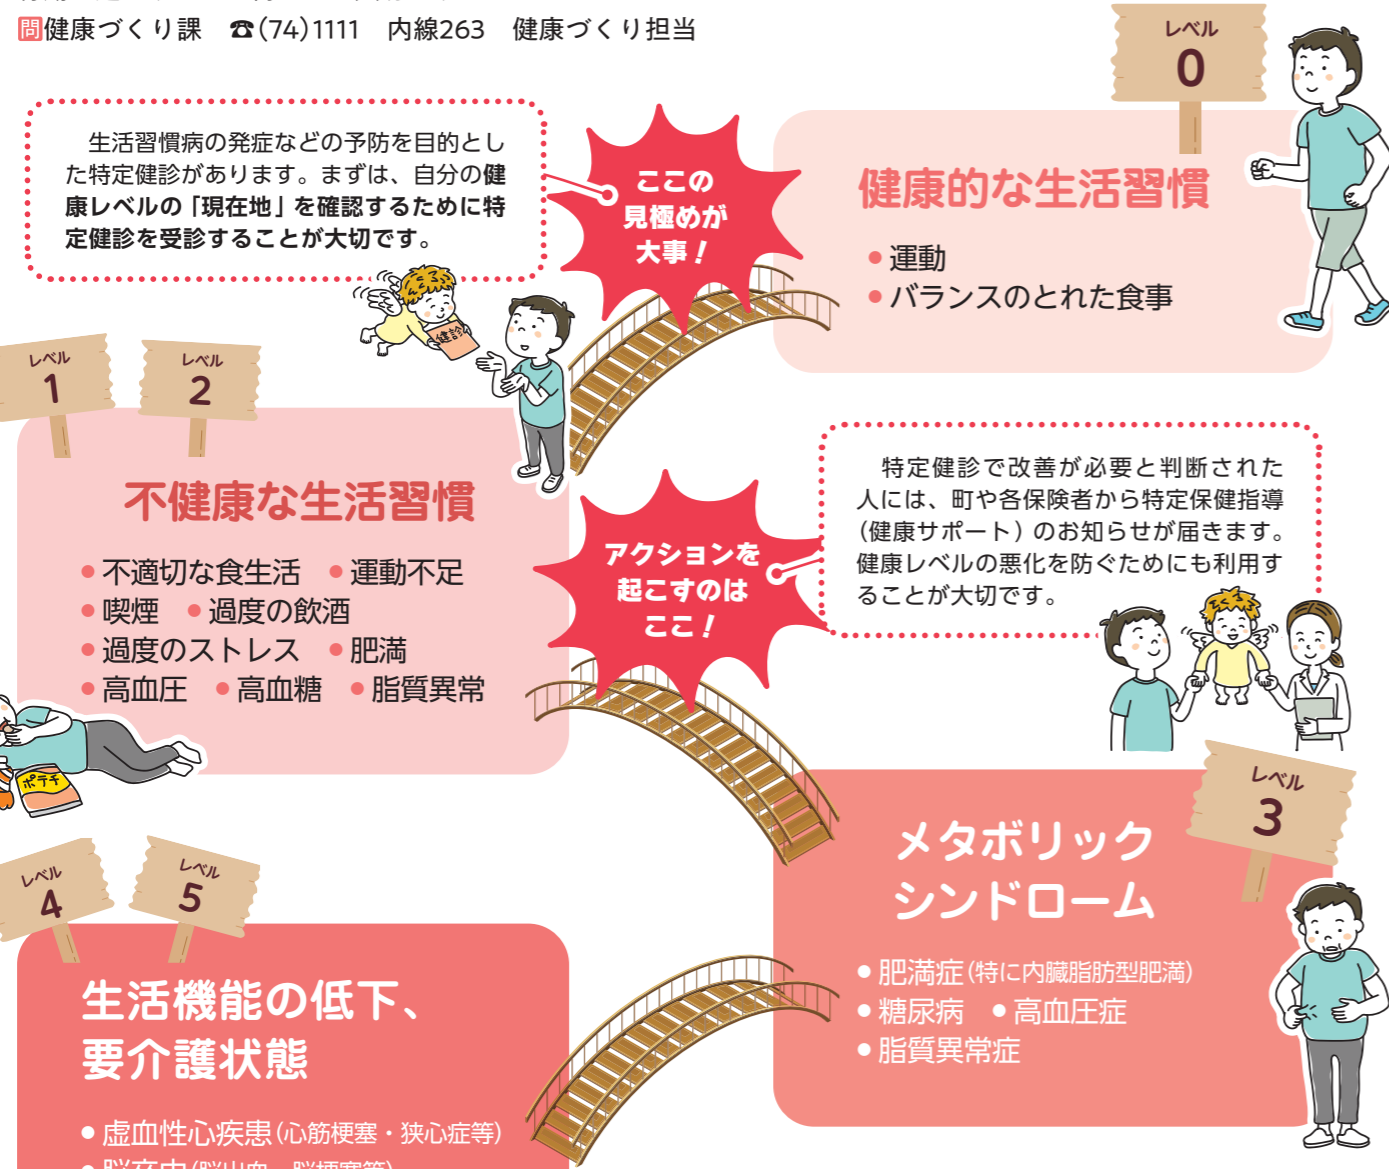 問健康づくり課　☎(74)1111　内線263　健康づくり担当
レベル
0
生活習慣病の発症などの予防を目的とし
た特定健診があります。まずは、自分の健
康レベルの「現在地」を確認するために特
定健診を受診することが大切です。
ここの
見極めが
大事！
健康的な生活習慣
●運動
●バランスのとれた食事
健診
レベル
1
レベル
2
不健康な生活習慣
●不適切な食生活　●運動不足
●喫煙　●過度の飲酒
●過度のストレス　●肥満
●高血圧　●高血糖　●脂質異常
ポテチ
アクションを
起こすのは
ここ！
特定健診で改善が必要と判断された
人には、町や各保険者から特定保健指導
（健康サポート）のお知らせが届きます。
健康レベルの悪化を防ぐためにも利用す
ることが大切です。
レベル
3
メタボリック
シンドローム
●肥満症(特に内臓脂肪型肥満)
●糖尿病　●高血圧症
●脂質異常症
レベル
4
レベル
5
生活機能の低下、
要介護状態
●虚血性心疾患(心筋梗塞・狭心症等)
●脳卒中(脳出血、脳梗塞等)